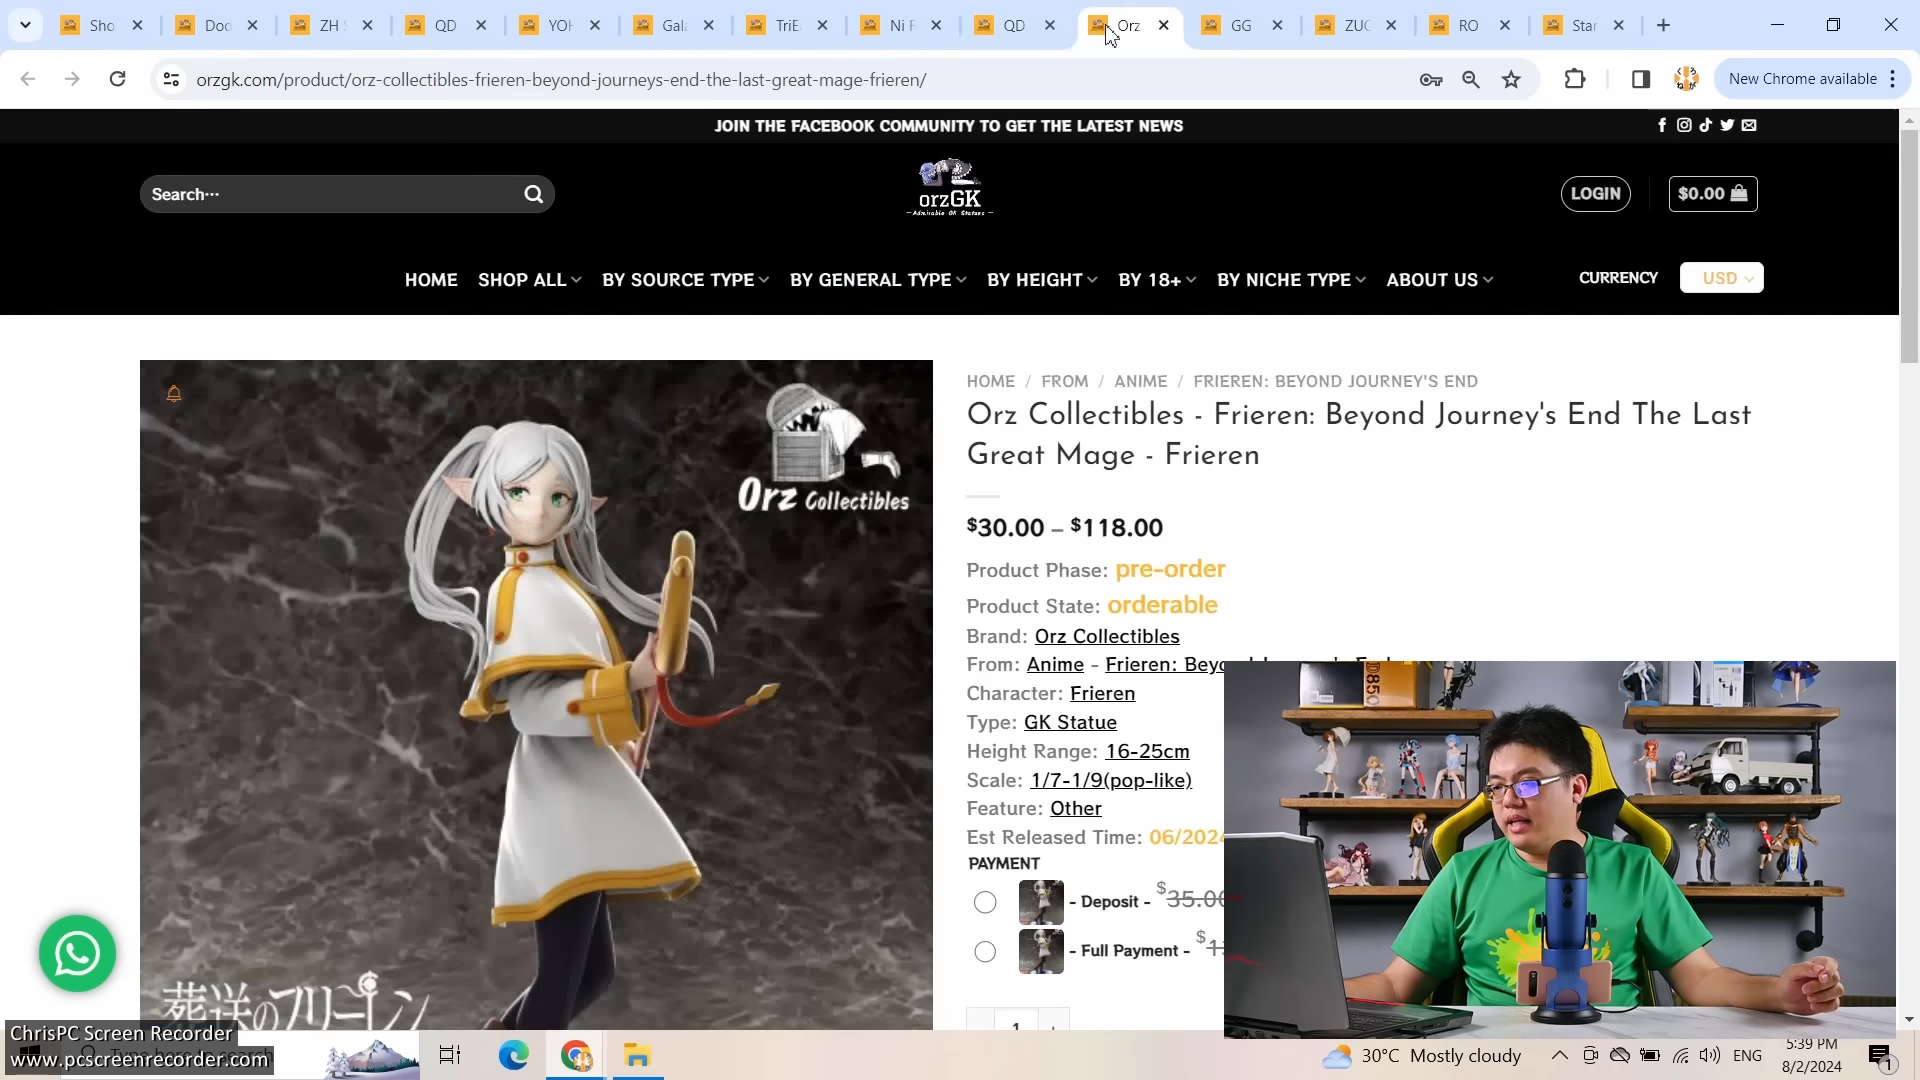 Sho
Dod
ZH
QD
YOH
Gala
TriE
Ni F
QD
Orz
GG
ZUO
RO
Star
orzgk.com/product/orz-collectibles-frieren-beyond-journeys-end-the-last-great-mage-frieren/
New Chrome available
JOIN THE FACEBOOK COMMUNITY TO GET THE LATEST NEWS
Search···
orzGK
Admirable GK Statues
LOGIN
$0.00
HOME SHOP ALL BY SOURCE TYPE BY GENERAL TYPE BY HEIGHT BY 18+ BY NICHE TYPE ABOUT US
CURRENCY USD
Orz Collectibles
葬送のフリーレン
HOME / FROM / ANIME / FRIEREN: BEYOND JOURNEY'S END
Orz Collectibles - Frieren: Beyond Journey's End The Last
Great Mage - Frieren
$30.00 – $118.00
Product Phase: pre-order
Product State: orderable
Brand: Orz Collectibles
From: Anime - Frieren:
Character: Frieren
Type: GK Statue
Height Range: 16-25cm
Scale: 1/7-1/9(pop-like)
Feature: Other
Est Released Time: 06/2024
PAYMENT
- Deposit - $35.00
- Full Payment - $
1
ChrisPC Screen Recorder
www.pcscreenrecorder.com
30°C Mostly cloudy
ENG
5:39 PM
8/2/2024
1